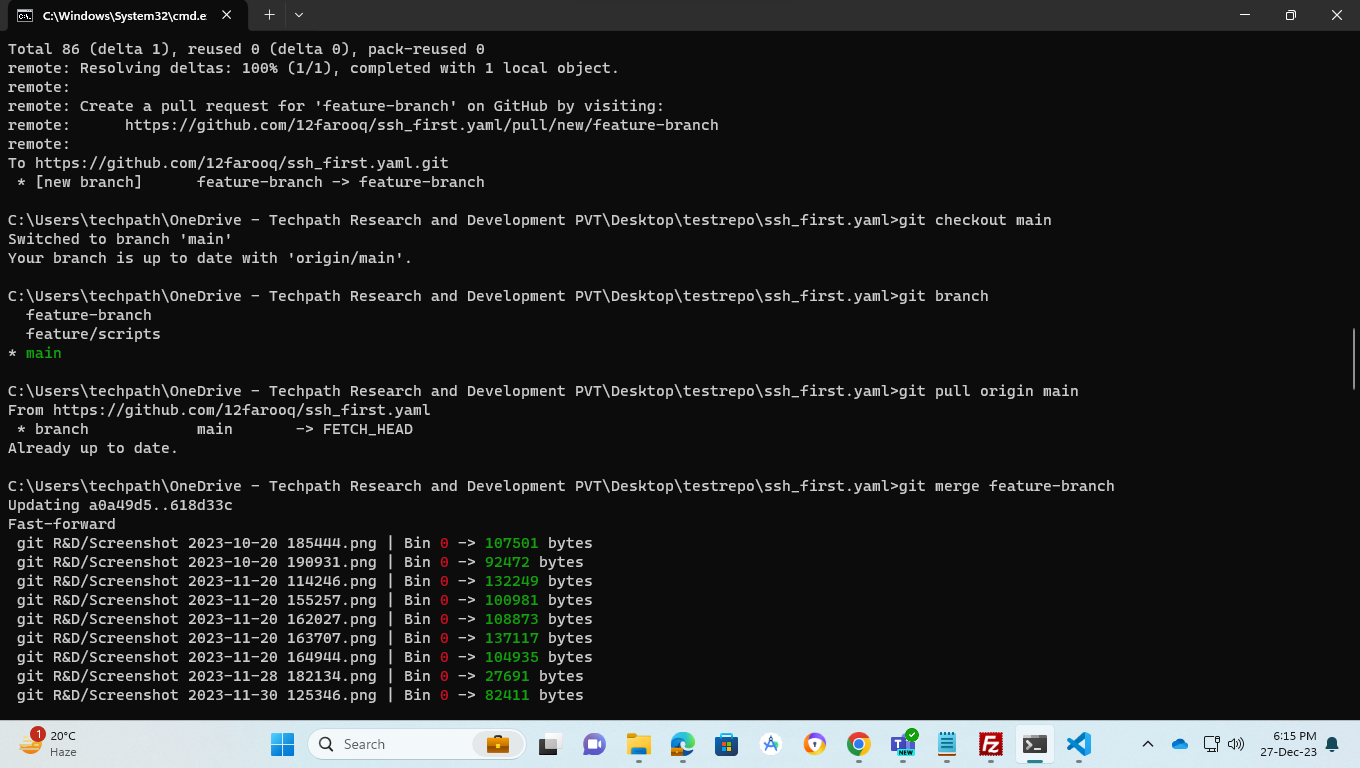 C:\Windows\System32\cmd.e
Total 86 (delta 1), reused 0 (delta 0), pack-reused 0
remote: Resolving deltas: 100% (1/1), completed with 1 local object.
remote:
remote: Create a pull request for 'feature-branch' on GitHub by visiting:
remote:      https://github.com/12farooq/ssh_first.yaml/pull/new/feature-branch
remote:
To https://github.com/12farooq/ssh_first.yaml.git
 * [new branch]      feature-branch -> feature-branch
C:\Users\techpath\OneDrive - Techpath Research and Development PVT\Desktop\testrepo\ssh_first.yaml>git checkout main
Switched to branch 'main'
Your branch is up to date with 'origin/main'.
C:\Users\techpath\OneDrive - Techpath Research and Development PVT\Desktop\testrepo\ssh_first.yaml>git branch
  feature-branch
  feature/scripts
* main
C:\Users\techpath\OneDrive - Techpath Research and Development PVT\Desktop\testrepo\ssh_first.yaml>git pull origin main
From https://github.com/12farooq/ssh_first.yaml
 * branch            main       -> FETCH_HEAD
Already up to date.
C:\Users\techpath\OneDrive - Techpath Research and Development PVT\Desktop\testrepo\ssh_first.yaml>git merge feature-branch
Updating a0a49d5..618d33c
Fast-forward
 git R&D/Screenshot 2023-10-20 185444.png | Bin 0 -> 107501 bytes
 git R&D/Screenshot 2023-10-20 190931.png | Bin 0 -> 92472 bytes
 git R&D/Screenshot 2023-11-20 114246.png | Bin 0 -> 132249 bytes
 git R&D/Screenshot 2023-11-20 155257.png | Bin 0 -> 100981 bytes
 git R&D/Screenshot 2023-11-20 162027.png | Bin 0 -> 108873 bytes
 git R&D/Screenshot 2023-11-20 163707.png | Bin 0 -> 137117 bytes
 git R&D/Screenshot 2023-11-20 164944.png | Bin 0 -> 104935 bytes
 git R&D/Screenshot 2023-11-28 182134.png | Bin 0 -> 27691 bytes
 git R&D/Screenshot 2023-11-30 125346.png | Bin 0 -> 82411 bytes
1
20°C
Haze
Search
NEW
6:15 PM
27-Dec-23